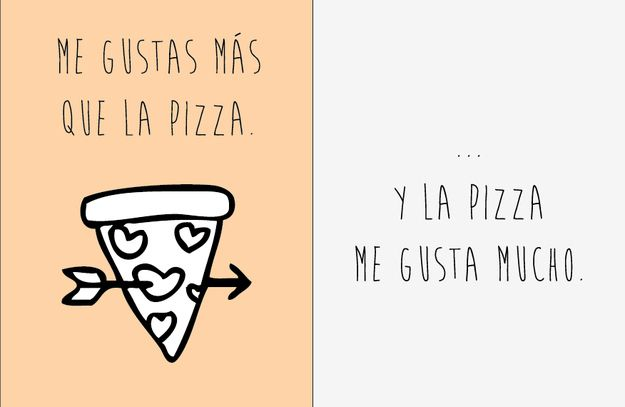 ME GUSTAS MÁS
QUE LA PIZZA.
...
Y LA PIZZA
ME GUSTA MUCHO.